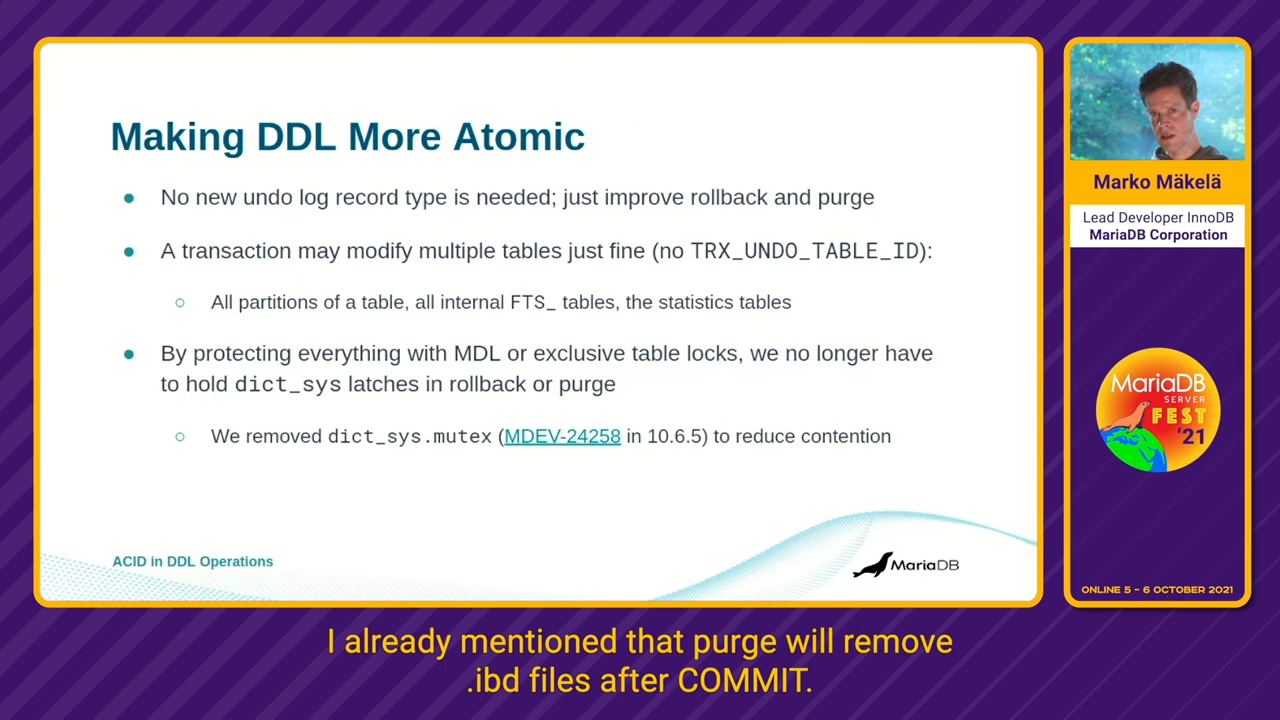 Making DDL More Atomic
● No new undo log record type is needed; just improve rollback and purge
● A transaction may modify multiple tables just fine (no TRX_UNDO_TABLE_ID):
○ All partitions of a table, all internal FTS_ tables, the statistics tables
● By protecting everything with MDL or exclusive table locks, we no longer have
to hold dict_sys latches in rollback or purge
○ We removed dict_sys.mutex (MDEV-24258 in 10.6.5) to reduce contention
ACID in DDL Operations
MariaDB
Marko Mäkelä
Lead Developer InnoDB
MariaDB Corporation
MariaDB
SERVER
FEST
'21
ONLINE 5 - 6 OCTOBER 2021
I already mentioned that purge will remove
.ibd files after COMMIT.